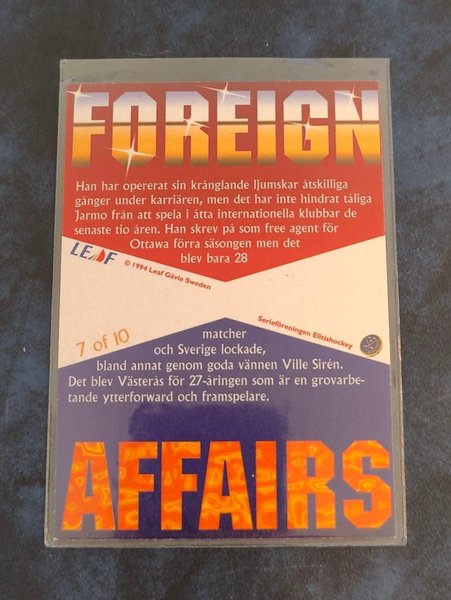 FOREIGN
Han har opererat sin krånglande ljumskar åtskilliga
gånger under karriären, men det har inte hindrat tåliga
Jarmo från att spela i åtta internationella klubbar de
senaste tio åren. Han skrev på som free agent för
Ottawa förra säsongen men det
blev bara 28
LEAF
© 1994 Leaf Gävle Sweden
Serieföreningen Elitishockey
7 of 10
matcher
och Sverige lockade,
bland annat genom goda vännen Ville Sirén.
Det blev Västerås för 27-åringen som är en grovarbe-
tande ytterforward och framspelare.
AFFAIRS